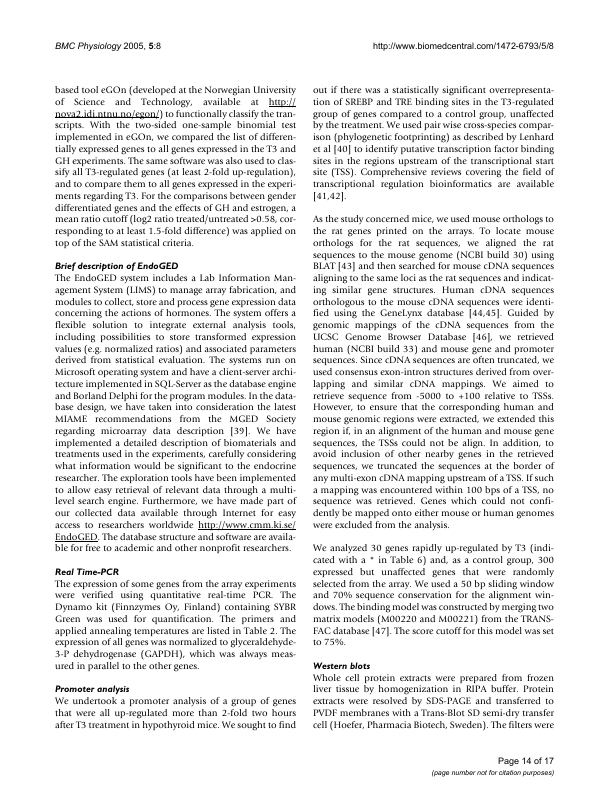 BMC Physiology 2005, 5:8
http://www.biomedcentral.com/1472-6793/5/8
based tool eGOn (developed at the Norwegian University
of Science and Technology, available at http://
nova2.idi.ntnu.no/egon/) to functionally classify the tran-
scripts. With the two-sided one-sample binomial test
implemented in eGOn, we compared the list of differen-
tially expressed genes to all genes expressed in the T3 and
GH experiments. The same software was also used to clas-
sify all T3-regulated genes (at least 2-fold up-regulation),
and to compare them to all genes expressed in the experi-
ments regarding T3. For the comparisons between gender
differentiated genes and the effects of GH and estrogen, a
mean ratio cutoff (log2 ratio treated/untreated >0.58, cor-
responding to at least 1.5-fold difference) was applied on
top of the SAM statistical criteria.
Brief description of EndoGED
The EndoGED system includes a Lab Information Man-
agement System (LIMS) to manage array fabrication, and
modules to collect, store and process gene expression data
concerning the actions of hormones. The system offers a
flexible solution to integrate external analysis tools,
including possibilities to store transformed expression
values (e.g. normalized ratios) and associated parameters
derived from statistical evaluation. The systems run on
Microsoft operating system and have a client-server archi-
tecture implemented in SQL-Server as the database engine
and Borland Delphi for the program modules. In the data-
base design, we have taken into consideration the latest
MIAME recommendations from the MGED Society
regarding microarray data description [39]. We have
implemented a detailed description of biomaterials and
treatments used in the experiments, carefully considering
what information would be significant to the endocrine
researcher. The exploration tools have been implemented
to allow easy retrieval of relevant data through a multi-
level search engine. Furthermore, we have made part of
our collected data available through Internet for easy
access to researchers worldwide http://www.cmm.ki.se/
EndoGED. The database structure and software are availa-
ble for free to academic and other nonprofit researchers.
Real Time-PCR
The expression of some genes from the array experiments
were verified using quantitative real-time PCR. The
Dynamo kit (Finnzymes Oy, Finland) containing SYBR
Green was used for quantification. The primers and
applied annealing temperatures are listed in Table 2. The
expression of all genes was normalized to glyceraldehyde-
3-P dehydrogenase (GAPDH), which was always meas-
ured in parallel to the other genes.
Promoter analysis
We undertook a promoter analysis of a group of genes
that were all up-regulated more than 2-fold two hours
after T3 treatment in hypothyroid mice. We sought to find
out if there was a statistically significant overrepresenta-
tion of SREBP and TRE binding sites in the T3-regulated
group of genes compared to a control group, unaffected
by the treatment. We used pair wise cross-species compar-
ison (phylogenetic footprinting) as described by Lenhard
et al [40] to identify putative transcription factor binding
sites in the regions upstream of the transcriptional start
site (TSS). Comprehensive reviews covering the field of
transcriptional regulation bioinformatics are available
[41,42].
As the study concerned mice, we used mouse orthologs to
the rat genes printed on the arrays. To locate mouse
orthologs for the rat sequences, we aligned the rat
sequences to the mouse genome (NCBI build 30) using
BLAT [43] and then searched for mouse cDNA sequences
aligning to the same loci as the rat sequences and indicat-
ing similar gene structures. Human cDNA sequences
orthologous to the mouse cDNA sequences were identi-
fied using the GeneLynx database [44,45]. Guided by
genomic mappings of the cDNA sequences from the
UCSC Genome Browser Database [46], we retrieved
human (NCBI build 33) and mouse gene and promoter
sequences. Since cDNA sequences are often truncated, we
used consensus exon-intron structures derived from over-
lapping and similar cDNA mappings. We aimed to
retrieve sequence from -5000 to +100 relative to TSSs.
However, to ensure that the corresponding human and
mouse genomic regions were extracted, we extended this
region if, in an alignment of the human and mouse gene
sequences, the TSSs could not be align. In addition, to
avoid inclusion of other nearby genes in the retrieved
sequences, we truncated the sequences at the border of
any multi-exon cDNA mapping upstream of a TSS. If such
a mapping was encountered within 100 bps of a TSS, no
sequence was retrieved. Genes which could not confi-
dently be mapped onto either mouse or human genomes
were excluded from the analysis.
We analyzed 30 genes rapidly up-regulated by T3 (indi-
cated with a * in Table 6) and, as a control group, 300
expressed but unaffected genes that were randomly
selected from the array. We used a 50 bp sliding window
and 70% sequence conservation for the alignment win-
dows. The binding model was constructed by merging two
matrix models (M00220 and M00221) from the TRANS-
FAC database [47]. The score cutoff for this model was set
to 75%.
Western blots
Whole cell protein extracts were prepared from frozen
liver tissue by homogenization in RIPA buffer. Protein
extracts were resolved by SDS-PAGE and transferred to
PVDF membranes with a Trans-Blot SD semi-dry transfer
cell (Hoefer, Pharmacia Biotech, Sweden). The filters were
Page 14 of 17
(page number not for citation purposes)